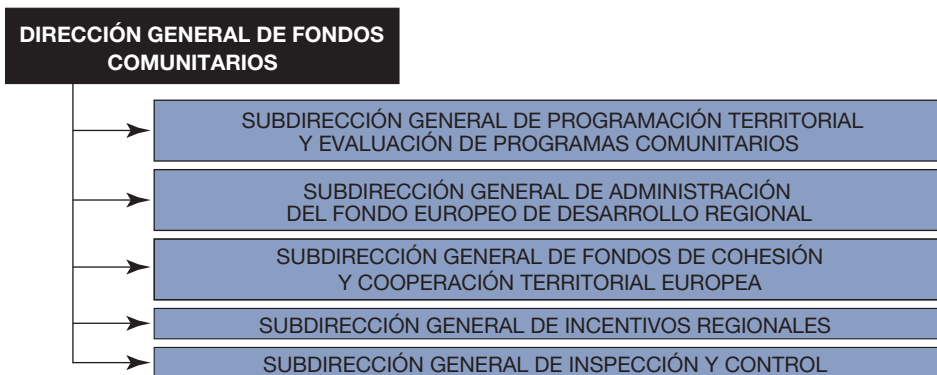 DIRECCIÓN GENERAL DE FONDOS
COMUNITARIOS
SUBDIRECCIÓN GENERAL DE PROGRAMACIÓN TERRITORIAL
Y EVALUACIÓN DE PROGRAMAS COMUNITARIOS
SUBDIRECCIÓN GENERAL DE ADMINISTRACIÓN
DEL FONDO EUROPEO DE DESARROLLO REGIONAL
SUBDIRECCIÓN GENERAL DE FONDOS DE COHESIÓN
Y COOPERACIÓN TERRITORIAL EUROPEA
SUBDIRECCIÓN GENERAL DE INCENTIVOS REGIONALES
SUBDIRECCIÓN GENERAL DE INSPECCIÓN Y CONTROL